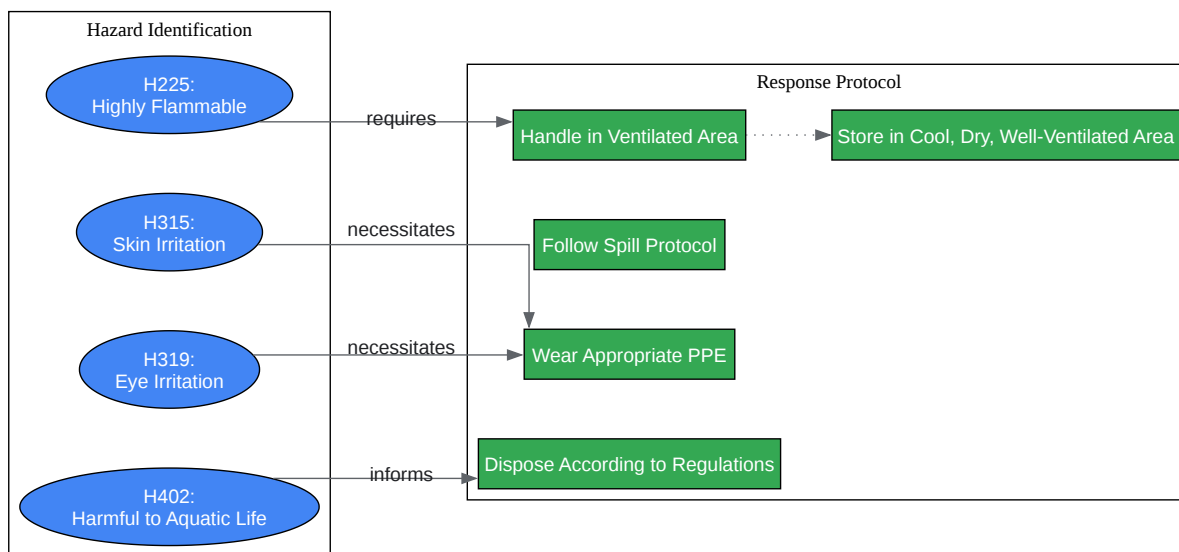 Hazard Identification
H225:
Highly Flammable
H315:
Skin Irritation
H319:
Eye Irritation
H402:
Harmful to Aquatic Life
requires
necessitates
necessitates
informs
Response Protocol
Handle in Ventilated Area
Store in Cool, Dry, Well-Ventilated Area
Follow Spill Protocol
Wear Appropriate PPE
Dispose According to Regulations